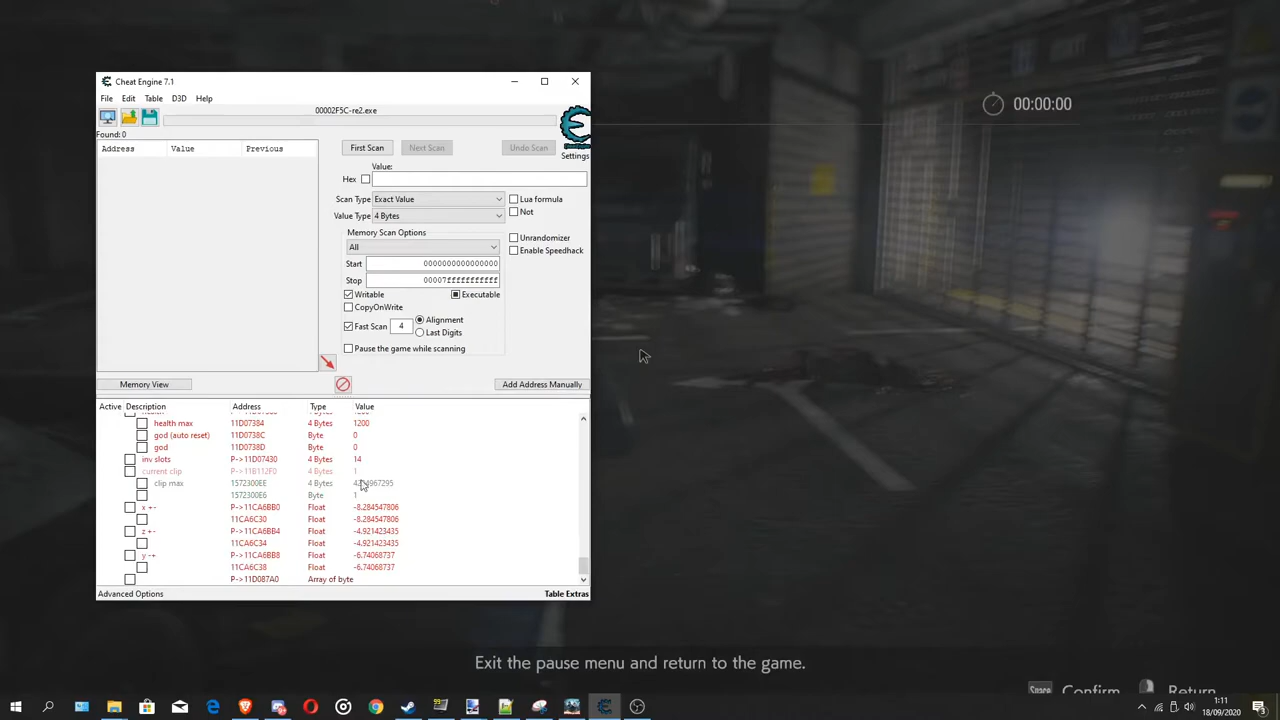 Cheat Engine 7.1
File Edit Table D3D Help
00002F5C-re2.exe
Found: 0
Address Value Previous
First Scan Next Scan Undo Scan
Settings
Value:
Hex
Scan Type Exact Value
Lua formula
Not
Value Type 4 Bytes
Memory Scan Options
All
Unrandomizer
Enable Speedhack
Start 0000000000000000
Stop 00007fffffffffff
Writable Executable
CopyOnWrite
Fast Scan 4 Alignment
Last Digits
Pause the game while scanning
Memory View Add Address Manually
Active Description Address Type Value
health max 11D07384 4 Bytes 1200
god (auto reset) 11D0738C Byte 0
god 11D0738D Byte 0
inv slots P->11D07430 4 Bytes 14
current clip P->11B112F0 4 Bytes 1
clip max 1572300EE 4 Bytes
1572300E6 Byte 1
x +- P->11CA6BB0 Float -8.284547806
11CA6C30 Float -8.284547806
z +- P->11CA6BB4 Float -4.921423435
11CA6C34 Float -4.921423435
y -+ P->11CA6BB8 Float -6.74068737
11CA6C38 Float -6.74068737
P->11D087A0 Array of byte
Advanced Options Table Extras
00:00:00
Exit the pause menu and return to the game.
Space Confirm Return
1:11
18/09/2020